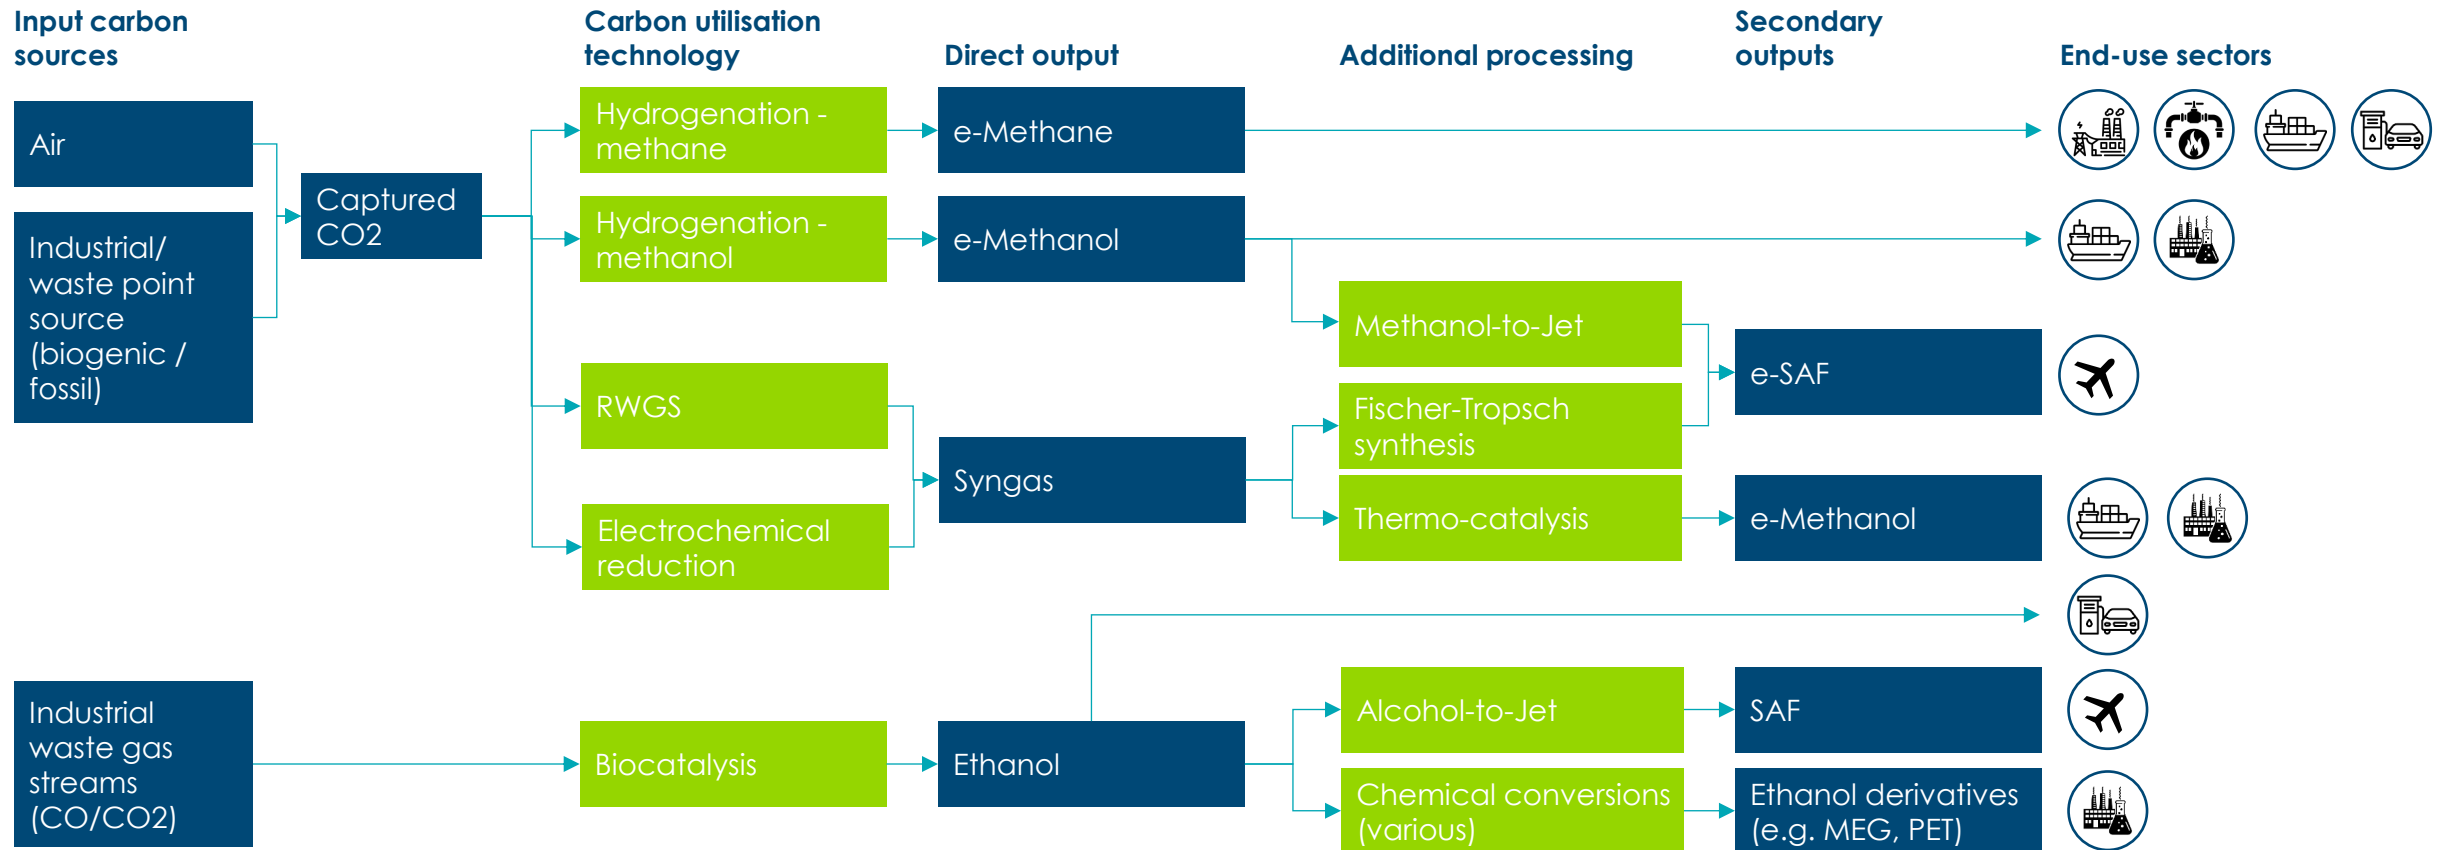 Input carbon
sources
Carbon utilisation
technology
Direct output
Additional processing
Secondary
outputs
End-use sectors
Air
Industrial/
waste point
source
(biogenic /
fossil)
Captured
CO2
Hydrogenation -
methane
e-Methane
Hydrogenation -
methanol
e-Methanol
Methanol-to-Jet
e-SAF
RWGS
Fischer-Tropsch
synthesis
Syngas
Electrochemical
reduction
Thermo-catalysis
e-Methanol
Industrial
waste gas
streams
(CO/CO2)
Biocatalysis
Ethanol
Alcohol-to-Jet
SAF
Chemical conversions
(various)
Ethanol derivatives
(e.g. MEG, PET)